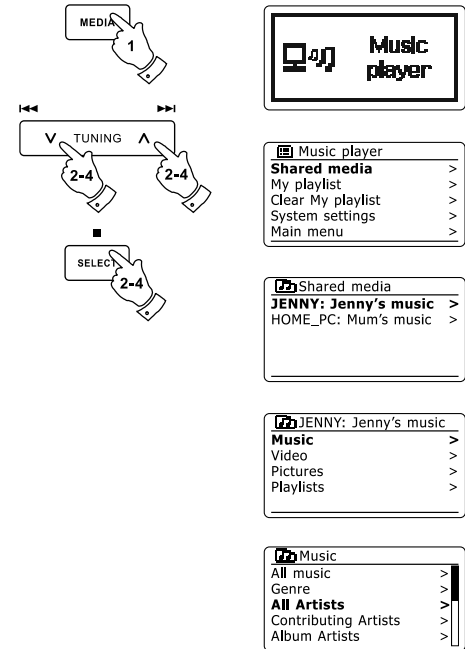 MEDIA
1
TUNING
2-4
2-4
SELECT
2-4
Music
player
Music player
Shared media >
My playlist >
Clear My playlist >
System settings >
Main menu >
Shared media
JENNY: Jenny's music >
HOME_PC: Mum's music >
JENNY: Jenny's music
Music >
Video >
Pictures >
Playlists >
Music
All music >
Genre >
All Artists >
Contributing Artists >
Album Artists >